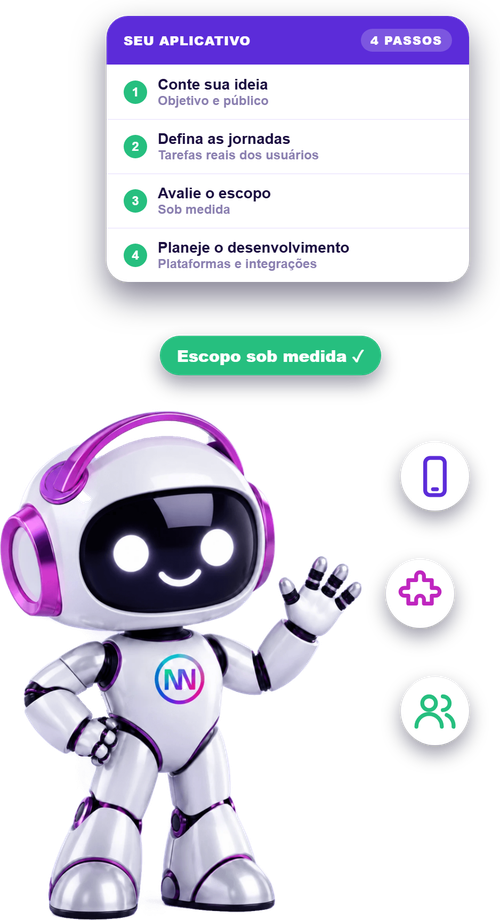 SEU APLICATIVO
4 PASSOS
1
Conte sua ideia
Objetivo e público
2
Defina as jornadas
Tarefas reais dos usuários
3
Avalie o escopo
Sob medida
4
Planeje o desenvolvimento
Plataformas e integrações
Escopo sob medida ✓
NN